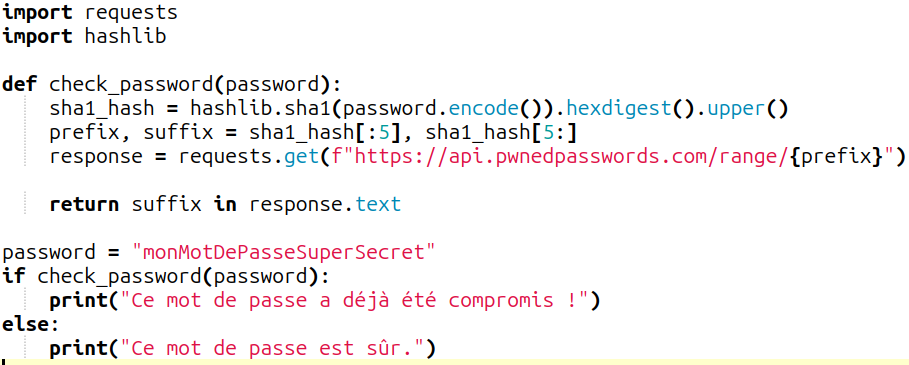 import requests
import hashlib
def check_password(password):
sha1_hash = hashlib.sha1(password.encode()).hexdigest().upper()
prefix, suffix = sha1_hash[:5], sha1_hash[5:]
response = requests.get(f"https://api.pwnedpasswords.com/range/{prefix}")
return suffix in response.text
password = "monMotDePasseSuperSecret"
if check_password(password):
print("Ce mot de passe a déjà été compromis !")
else:
print("Ce mot de passe est sûr.")